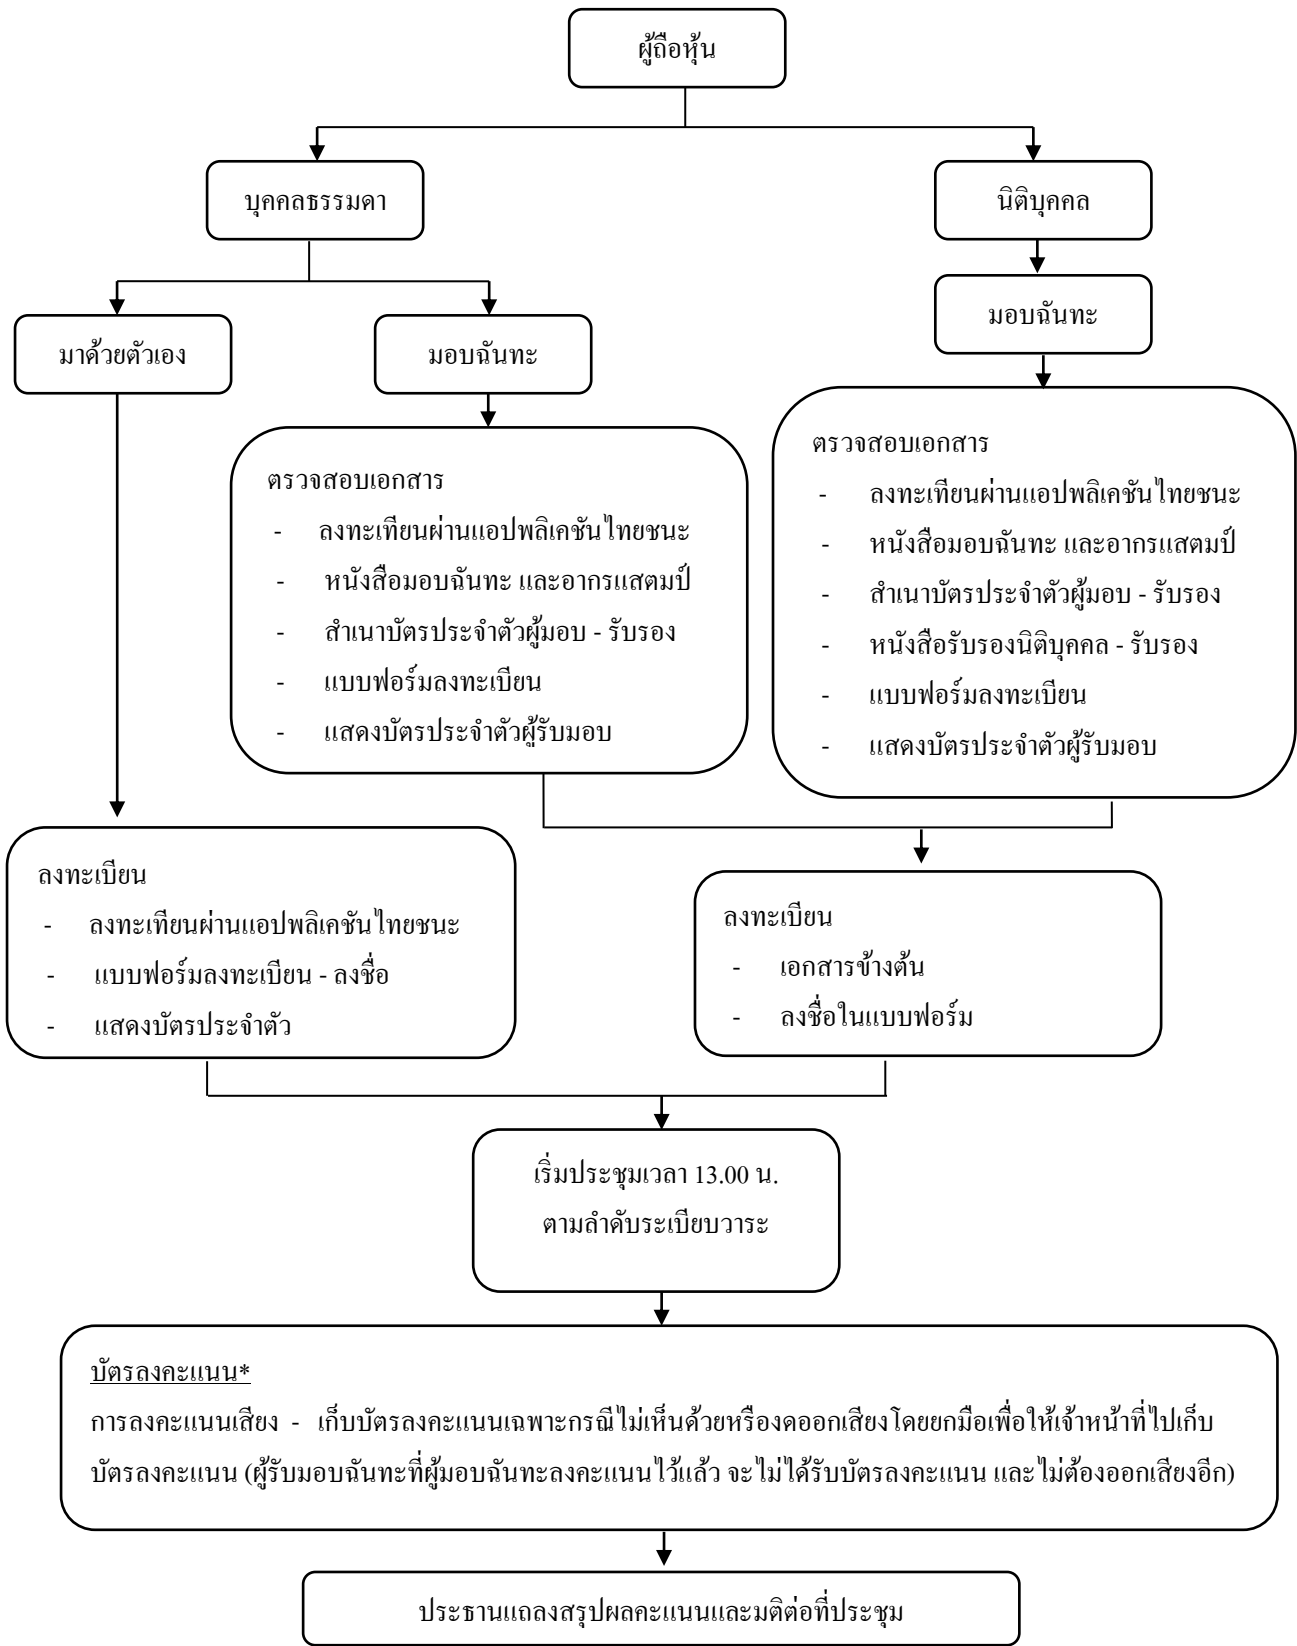 ผู้ถือหุ้น
บุคคลธรรมดา
นิติบุคคล
มาด้วยตัวเอง
มอบฉันทะ
มอบฉันทะ
ตรวจสอบเอกสาร
- ลงทะเทียนผ่านแอปพลิเคชันไทยชนะ
- หนังสือมอบฉันทะ และอากรแสตมป์
- สำเนาบัตรประจำตัวผู้มอบ - รับรอง
- แบบฟอร์มลงทะเบียน
- แสดงบัตรประจำตัวผู้รับมอบ
ตรวจสอบเอกสาร
- ลงทะเทียนผ่านแอปพลิเคชันไทยชนะ
- หนังสือมอบฉันทะ และอากรแสตมป์
- สำเนาบัตรประจำตัวผู้มอบ - รับรอง
- หนังสือรับรองนิติบุคคล - รับรอง
- แบบฟอร์มลงทะเบียน
- แสดงบัตรประจำตัวผู้รับมอบ
ลงทะเบียน
- ลงทะเทียนผ่านแอปพลิเคชันไทยชนะ
- แบบฟอร์มลงทะเบียน - ลงชื่อ
- แสดงบัตรประจำตัว
ลงทะเบียน
- เอกสารข้างต้น
- ลงชื่อในแบบฟอร์ม
เริ่มประชุมเวลา 13.00 น.
ตามลำดับระเบียบวาระ
บัตรลงคะแนน*
การลงคะแนนเสียง - เก็บบัตรลงคะแนนเฉพาะกรณีไม่เห็นด้วยหรืองดออกเสียงโดยยกมือเพื่อให้เจ้าหน้าที่ไปเก็บ
บัตรลงคะแนน (ผู้รับมอบฉันทะที่ผู้มอบฉันทะลงคะแนนไว้แล้ว จะไม่ได้รับบัตรลงคะแนน และไม่ต้องออกเสียงอีก)
ประธานแถลงสรุปผลคะแนนและมติต่อที่ประชุม